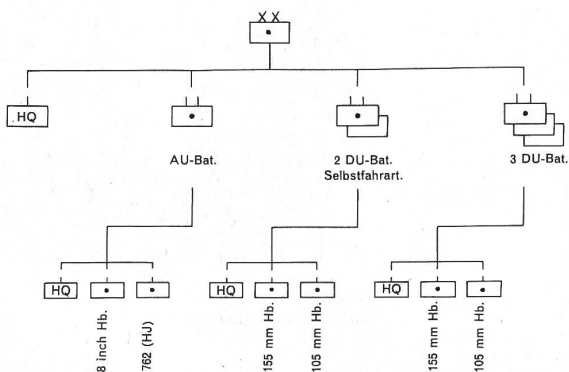 XX
HQ
AU-Bat.
2 DU-Bat.
Selbstfahrart.
3 DU-Bat.
HQ
8 inch Hb.
762 (HJ)
HQ
155 mm Hb.
105 mm Hb.
HQ
155 mm Hb.
105 mm Hb.